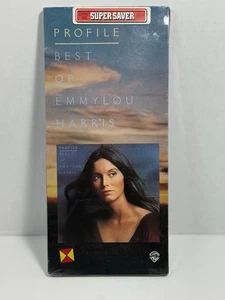 SUPER SAVER
PROFILE
BEST
OF
EMMYLOU
HARRIS